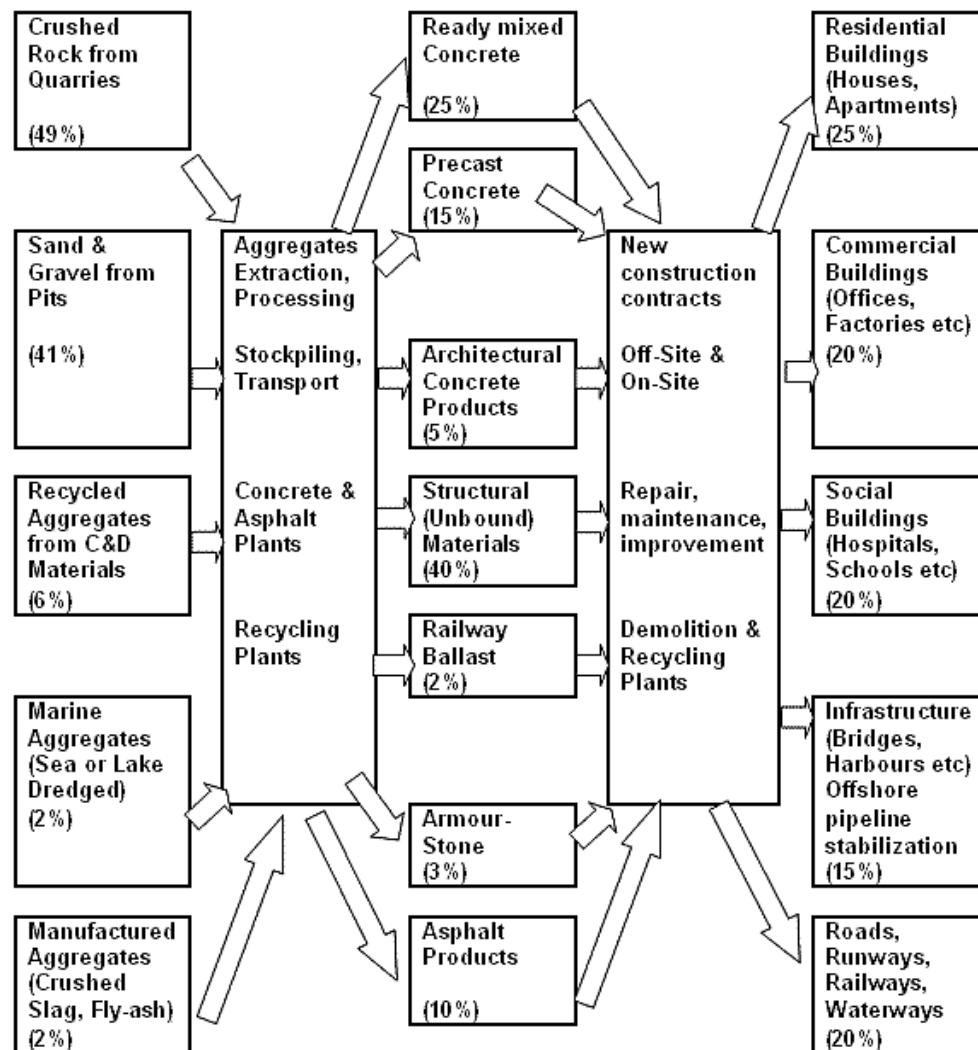 Crushed
Rock from
Quarries
(49%)
Sand &
Gravel from
Pits
(41%)
Recycled
Aggregates
from C&D
Materials
(6%)
Marine
Aggregates
(Sea or Lake
Dredged)
(2%)
Manufactured
Aggregates
(Crushed
Slag, Fly-ash)
(2%)
Aggregates
Extraction,
Processing
Stockpiling,
Transport
Concrete &
Asphalt
Plants
Recycling
Plants
Ready mixed
Concrete
(25%)
Precast
Concrete
(15%)
Architectural
Concrete
Products
(5%)
Structural
(Unbound)
Materials
(40%)
Railway
Ballast
(2%)
Armour-
Stone
(3%)
Asphalt
Products
(10%)
New
construction
contracts
Off-Site &
On-Site
Repair,
maintenance,
improvement
Demolition &
Recycling
Plants
Residential
Buildings
(Houses,
Apartments)
(25%)
Commercial
Buildings
(Offices,
Factories etc)
(20%)
Social
Buildings
(Hospitals,
Schools etc)
(20%)
Infrastructure
(Bridges,
Harbours etc)
Offshore
pipeline
stabilization
(15%)
Roads,
Runways,
Railways,
Waterways
(20%)